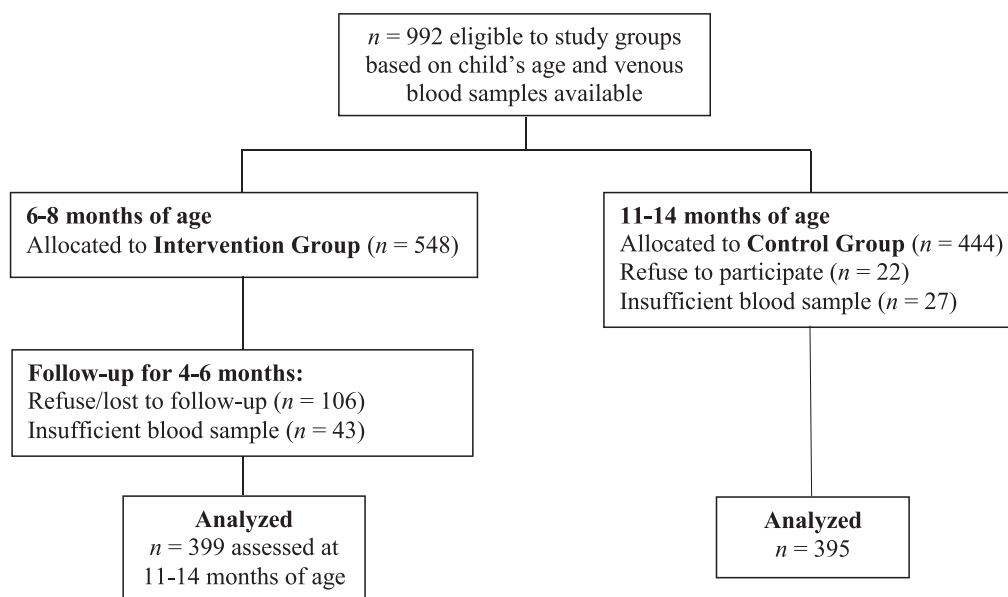 n = 992 eligible to study groups
based on child's age and venous
blood samples available
6-8 months of age
Allocated to Intervention Group (n = 548)
11-14 months of age
Allocated to Control Group (n = 444)
Refuse to participate (n = 22)
Insufficient blood sample (n = 27)
Follow-up for 4-6 months:
Refuse/lost to follow-up (n = 106)
Insufficient blood sample (n = 43)
Analyzed
n = 399 assessed at
11-14 months of age
Analyzed
n = 395